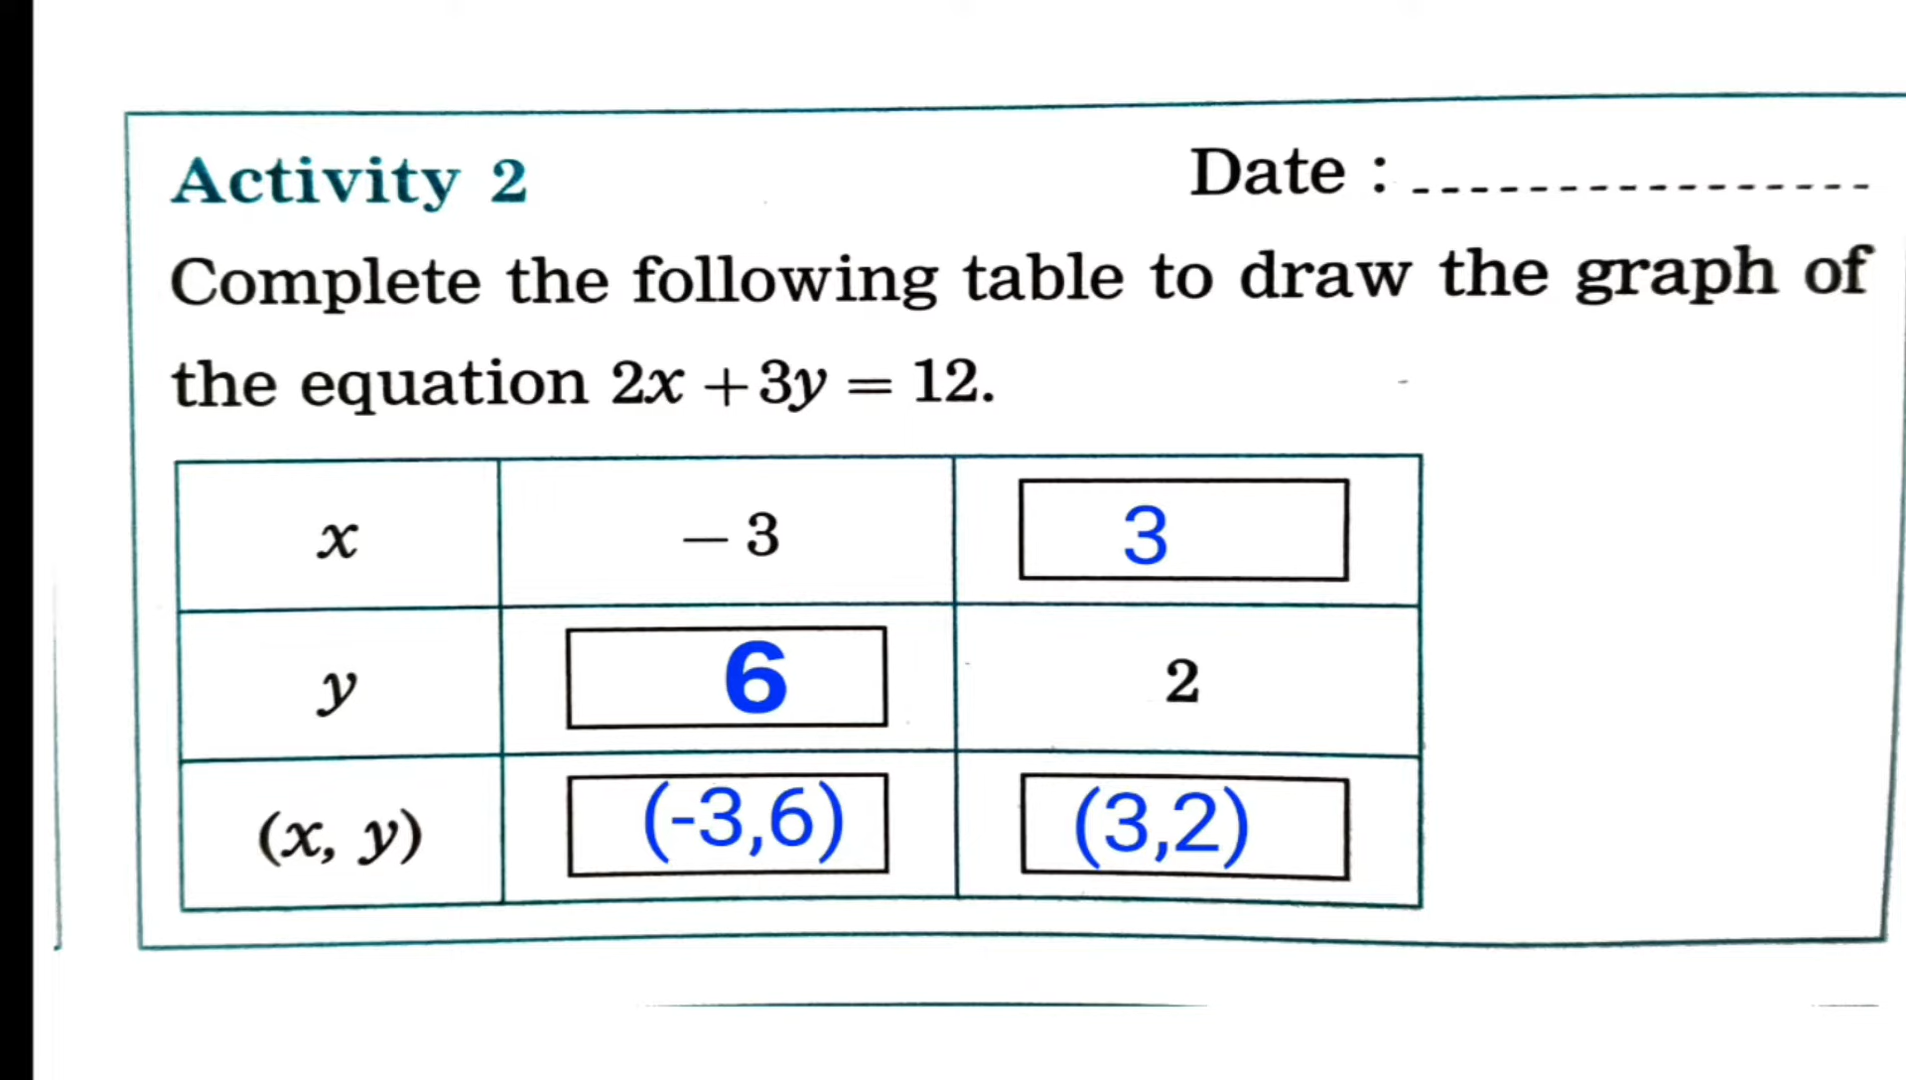 Activity 2 Date : ................
Complete the following table to draw the graph of
the equation 2x +3y = 12.
x – 3 3
y 6 2
(x, y) (-3,6) (3,2)